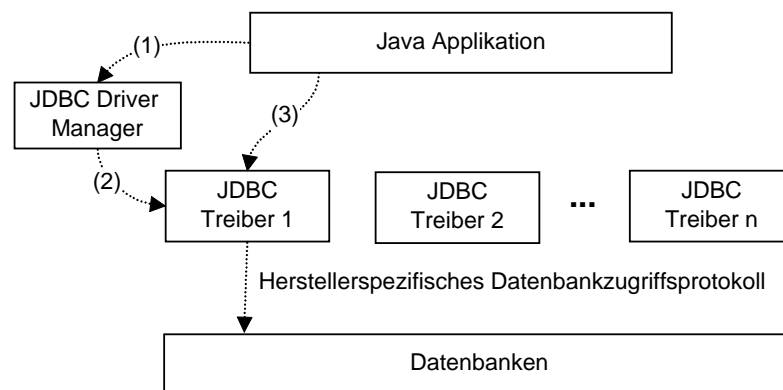 Java Applikation
(1)
JDBC Driver
Manager
(3)
(2)
JDBC
Treiber 1
JDBC
Treiber 2
...
JDBC
Treiber n
Herstellerspezifisches Datenbankzugriffsprotokoll
Datenbanken